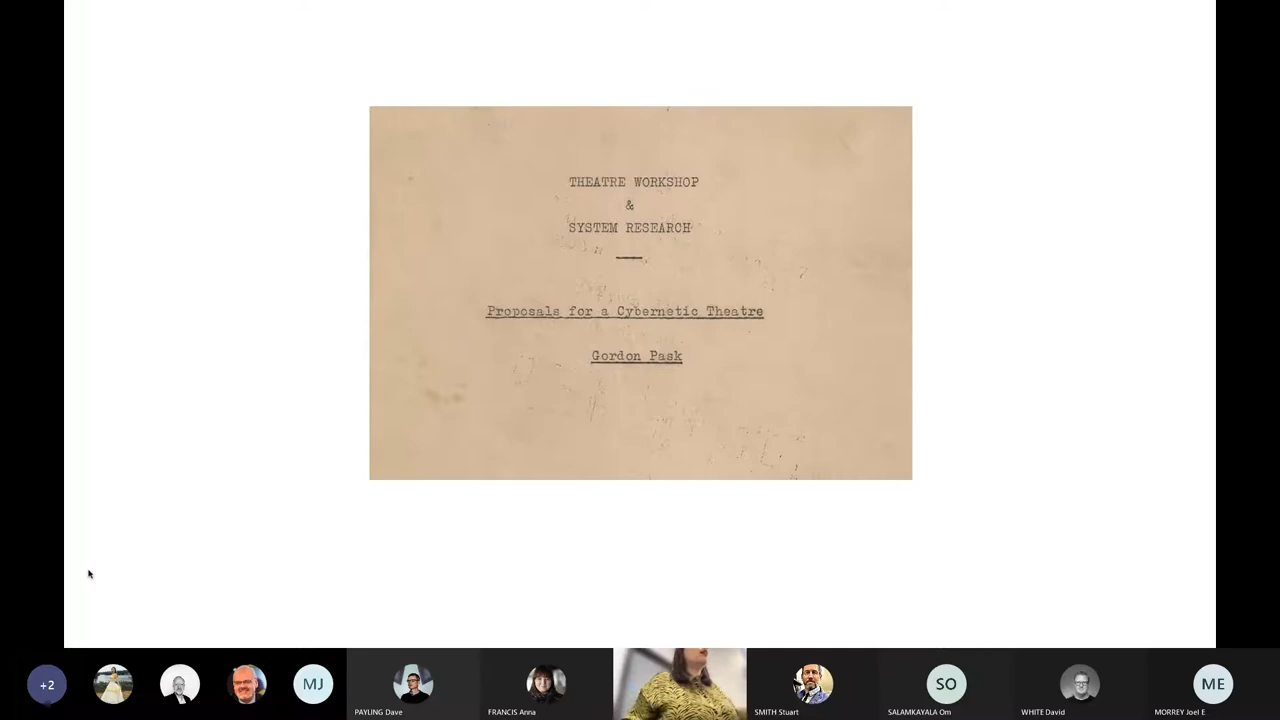 THEATRE WORKSHOP
&
SYSTEM RESEARCH
Proposals for a Cybernetic Theatre
Gordon Pask
+2
MJ
PAYLING Dave
FRANCIS Anna
SMITH Stuart
SO
SALAMKAYALA Om
WHITE David
ME
MORREY Joel E